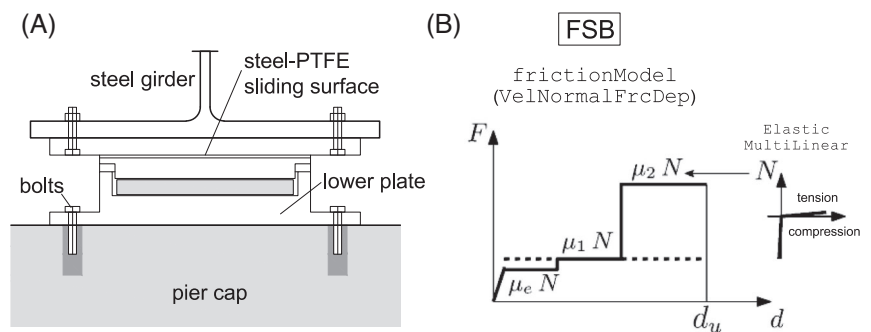 (A)
steel girder
steel-PTFE
sliding surface
bolts
lower plate
pier cap
(B)
FSB
frictionModel
(VelNormalFrcDep)
F
μe N
μ1 N
μ2 N
du
d
Elastic
MultiLinear
N
tension
compression